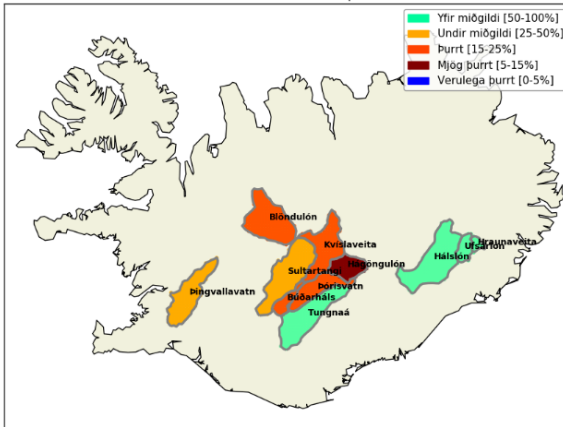 Yfir miðgildi [50-100%]
Undir miðgildi [25-50%]
Þurrt [15-25%]
Mjög þurrt [5-15%]
Verulega þurrt [0-5%]
Blöndulón
Kvíslaveita
Hraunaveita
Ufsárlón
Hálslón
Hágöngulón
Sultartangi
Þórisvatn
Þingvallavatn
Búðarháls
Tungnaá